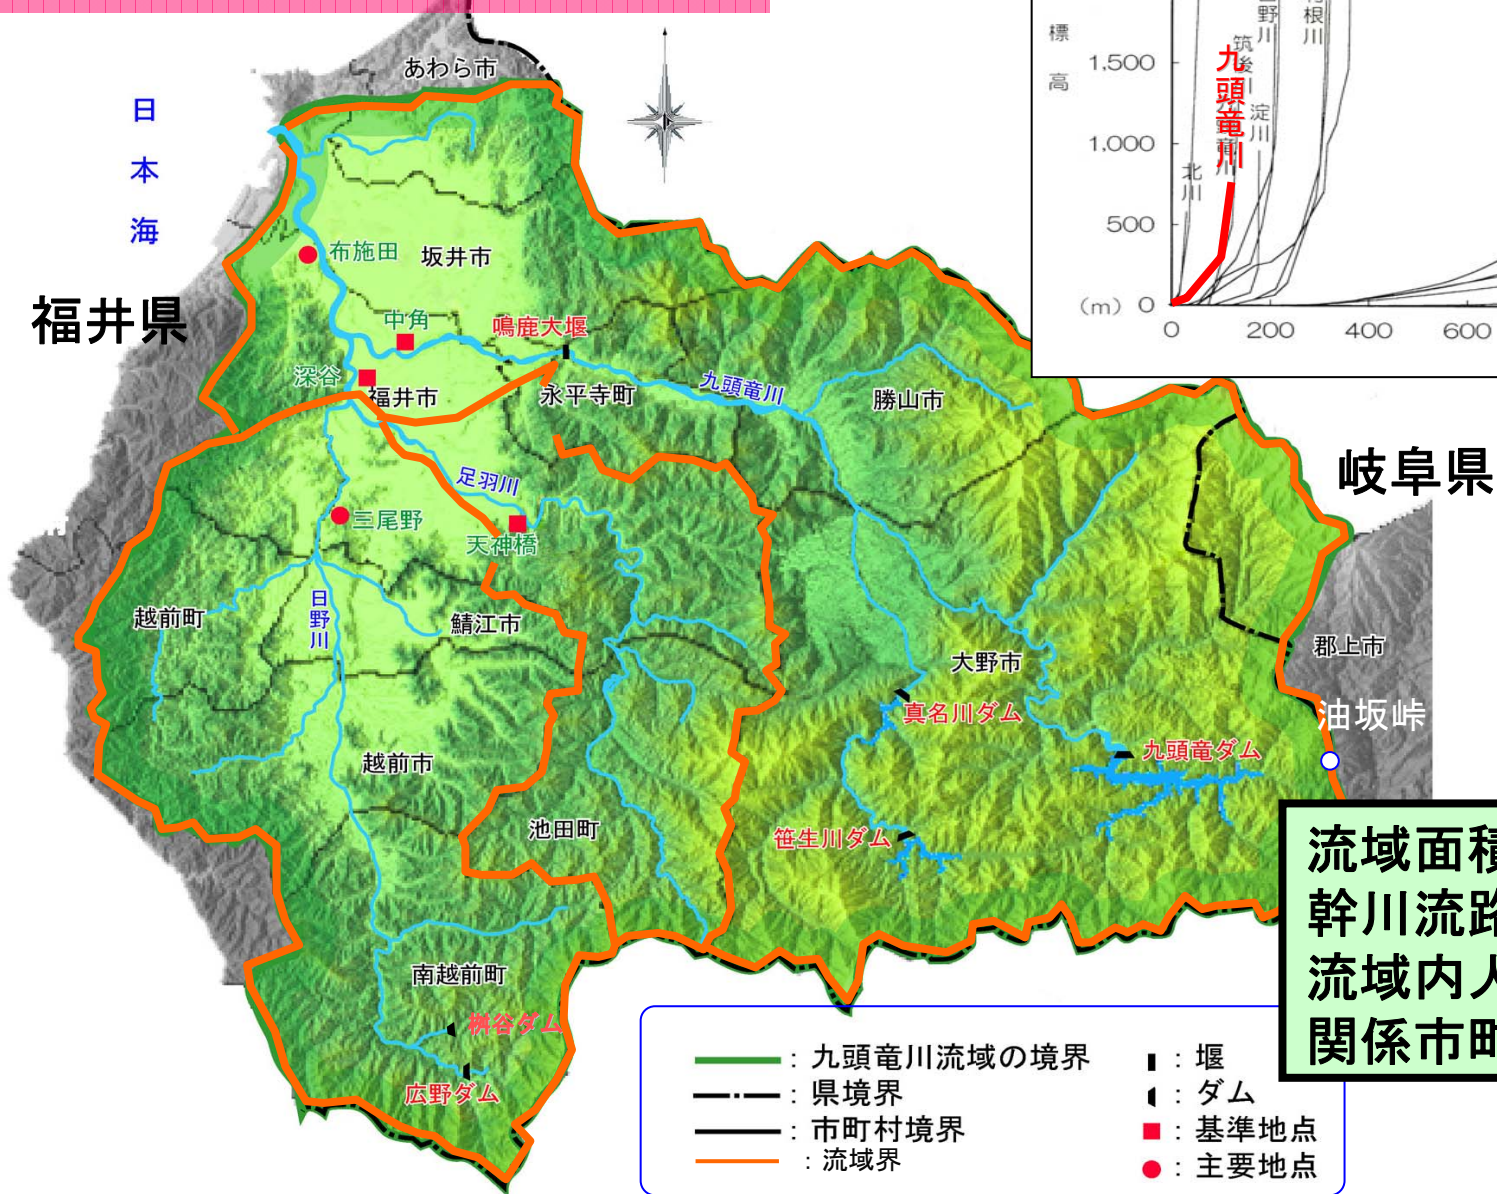 あわら市
日本海
福井県
布施田
坂井市
中角
鳴鹿大堰
深谷
福井市
永平寺町
九頭竜川
勝山市
岐阜県
足羽川
三尾野
天神橋
越前町
日野川
鯖江市
大野市
郡上市
油坂峠
真名川ダム
九頭竜ダム
越前市
池田町
笹生川ダム
南越前町
桝谷ダム
広野ダム
標高
1,500
1.000
500
(m) 0
0 200 400 600
筑後川
九頭竜川
淀川
北川
流域面積
幹川流路
流域内人
関係市町
: 九頭竜川流域の境界
: 県境界
: 市町村境界
: 流域界
: 堰
: ダム
: 基準地点
: 主要地点